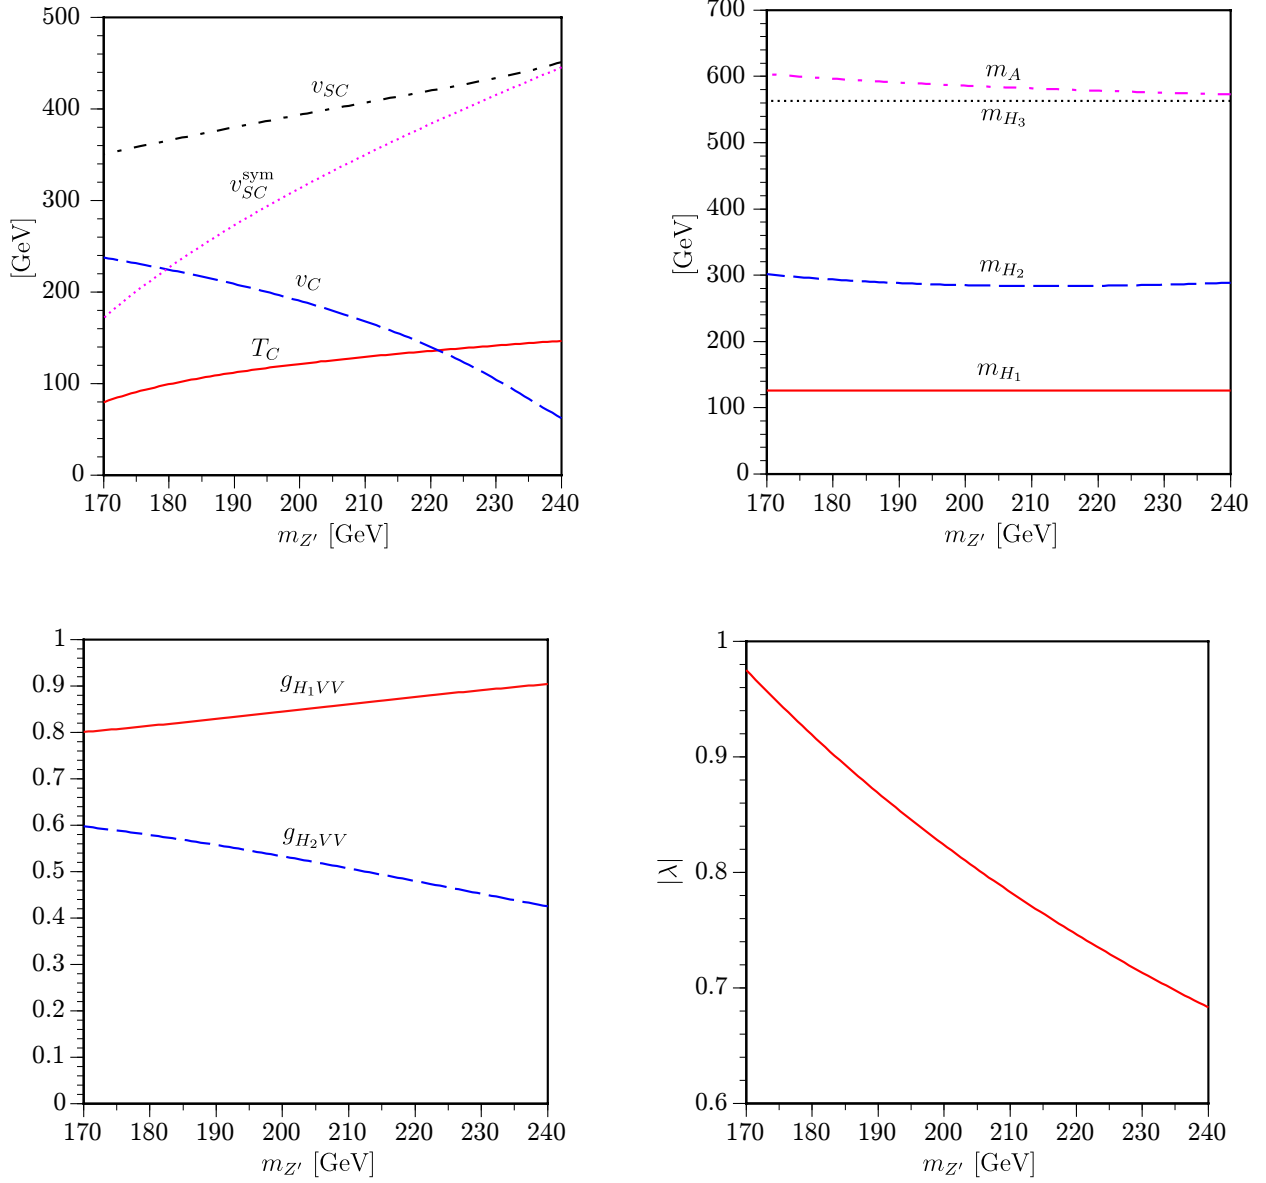 500
400
300
200
100
0
[GeV]
v_{SC}
v_{SC}^{sym}
v_C
T_C
170 180 190 200 210 220 230 240
m_{Z'} [GeV]
700
600
500
400
300
200
100
0
[GeV]
m_A
m_{H_3}
m_{H_2}
m_{H_1}
170 180 190 200 210 220 230 240
m_{Z'} [GeV]
1
0.9
0.8
0.7
0.6
0.5
0.4
0.3
0.2
0.1
0
g_{H_1VV}
g_{H_2VV}
170 180 190 200 210 220 230 240
m_{Z'} [GeV]
1
0.9
0.8
0.7
0.6
|λ|
170 180 190 200 210 220 230 240
m_{Z'} [GeV]